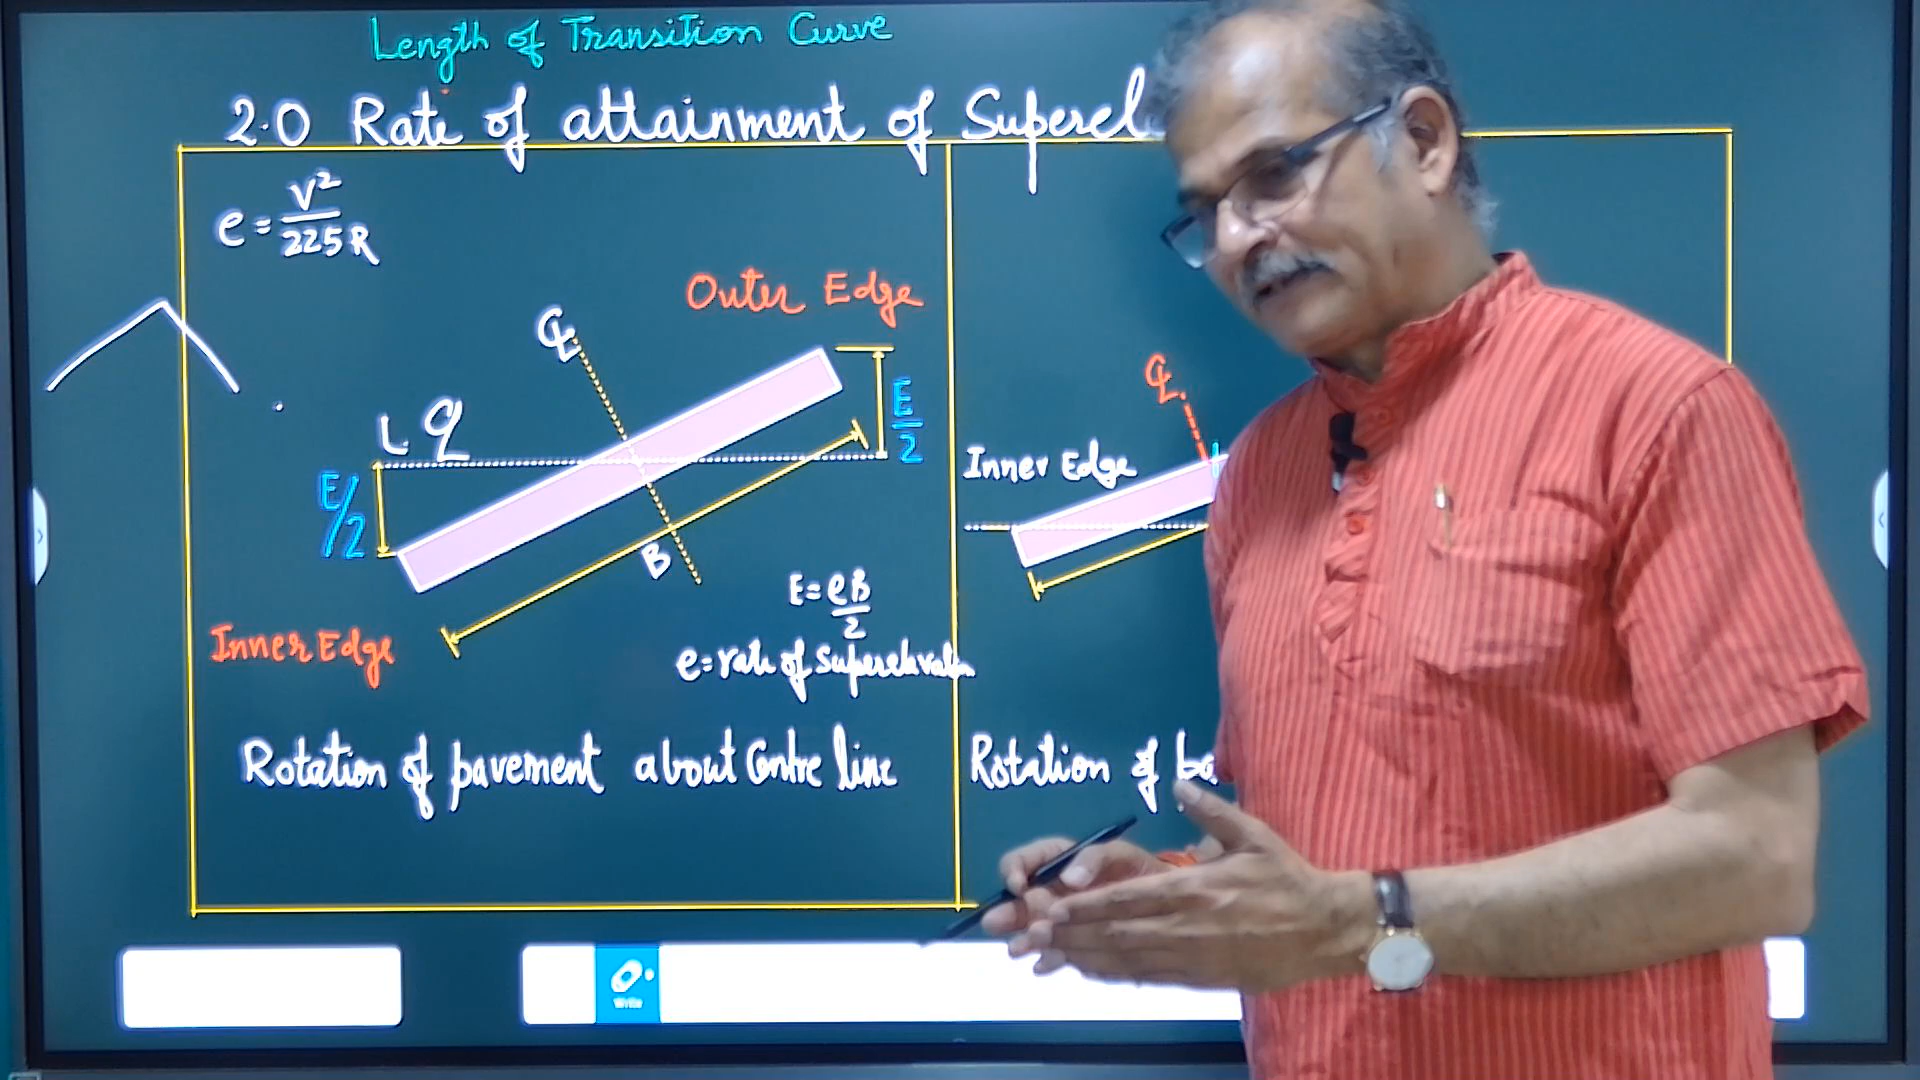 Length of Transition Curve
2.0 Rate of attainment of Superel
e = V²/225R
Outer Edge
℄
℄
E/2
L
E/2
Inner Edge
B
E = eB/2
e = rate of Superelevation
Inner Edge
Rotation of pavement about Centre line
Rotation of
Write